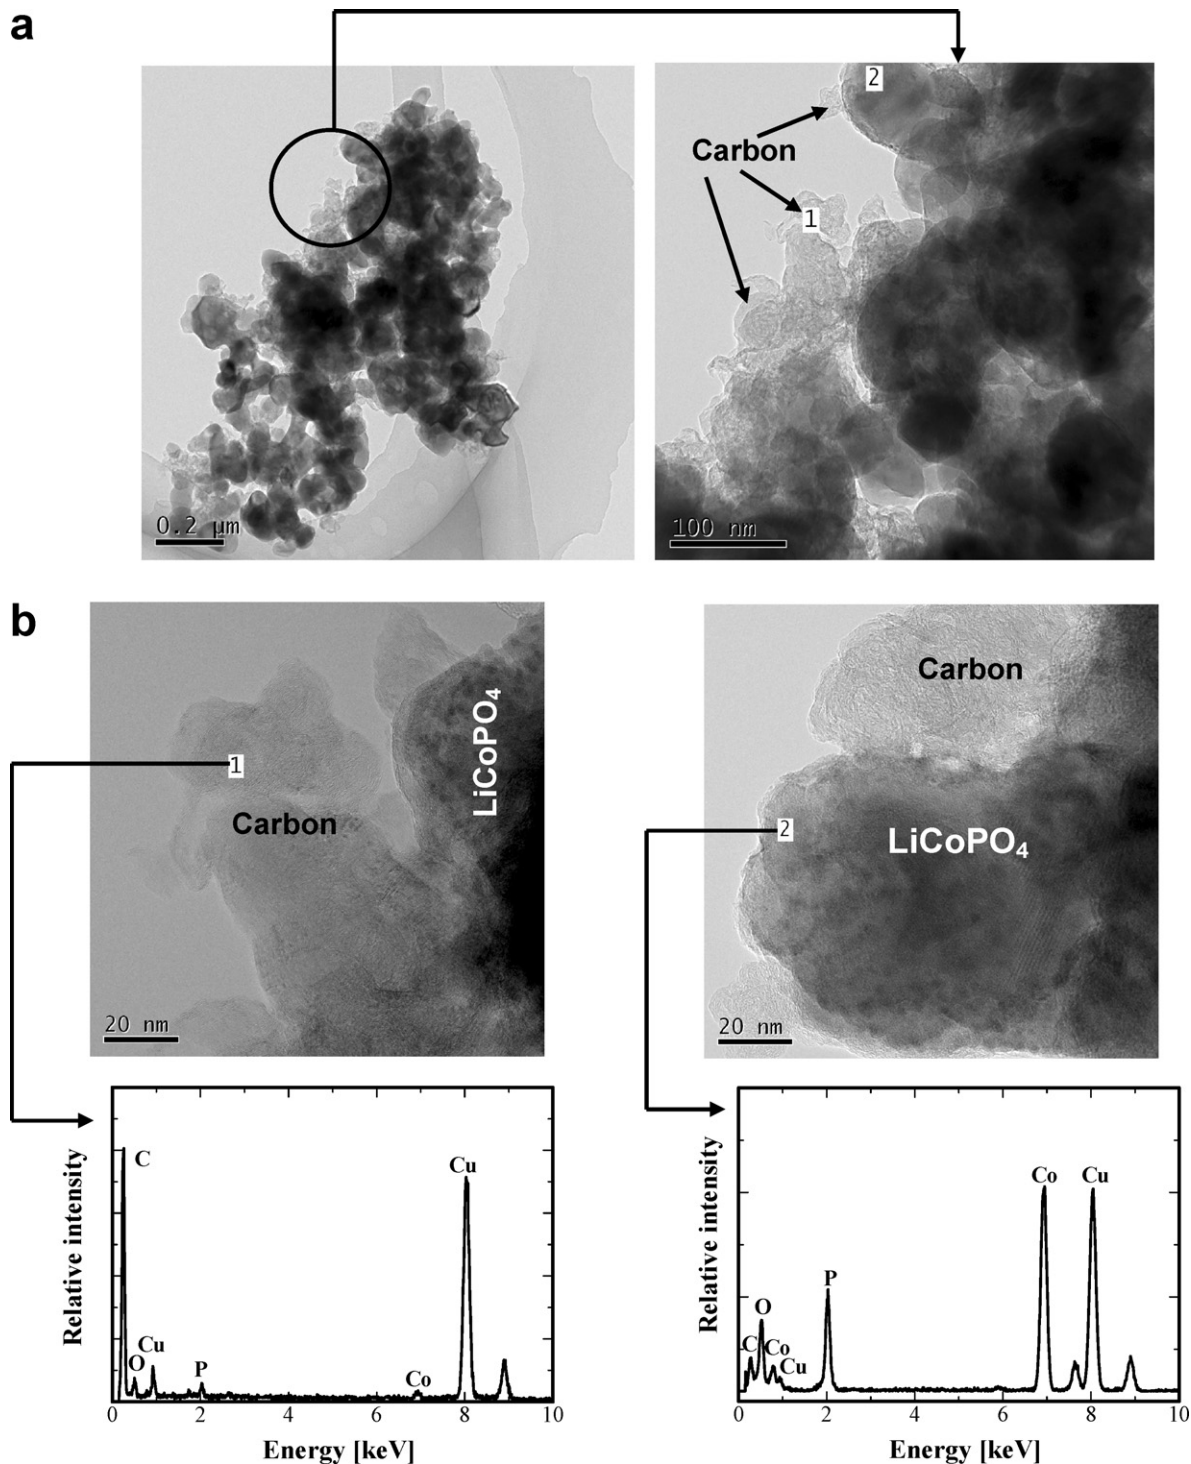 a
2
Carbon
1
0.2 µm
100 nm
b
LiCoPO₄
1
Carbon
20 nm
Carbon
2
LiCoPO₄
20 nm
C
Cu
O
Cu
P
Co
Relative intensity
0 2 4 6 8 10
Energy [keV]
Co
Cu
P
O
C
Co
Cu
Relative intensity
0 2 4 6 8 10
Energy [keV]